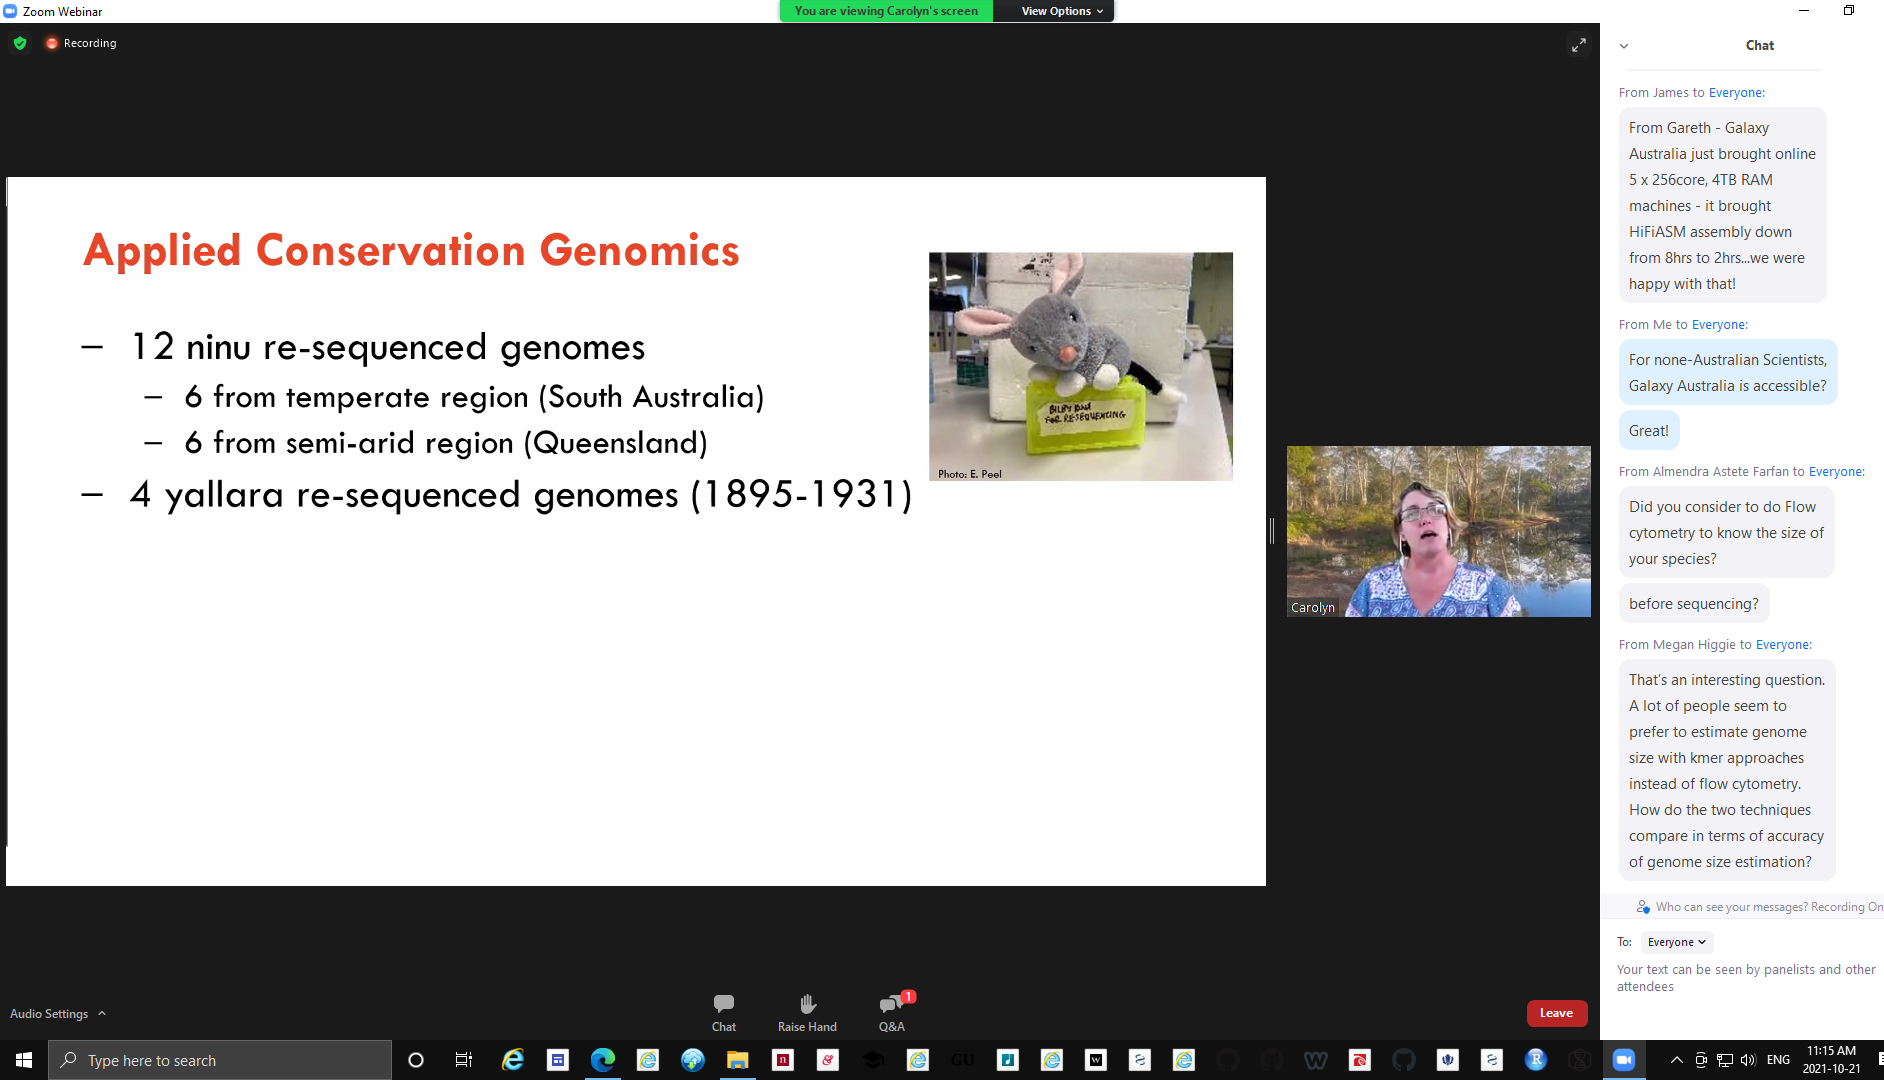 Zoom Webinar
You are viewing Carolyn's screen
View Options
Recording
Applied Conservation Genomics
– 12 ninu re-sequenced genomes
– 6 from temperate region (South Australia)
– 6 from semi-arid region (Queensland)
– 4 yallara re-sequenced genomes (1895-1931)
BILBY DNA
FOR RE-SEQUENCING
Photo: E. Peel
Carolyn
Chat
From James to Everyone:
From Gareth - Galaxy
Australia just brought online
5 x 256core, 4TB RAM
machines - it brought
HiFiASM assembly down
from 8hrs to 2hrs...we were
happy with that!
From Me to Everyone:
For none-Australian Scientists,
Galaxy Australia is accessible?
Great!
From Almendra Astete Farfan to Everyone:
Did you consider to do Flow
cytometry to know the size of
your species?
before sequencing?
From Megan Higgie to Everyone:
That's an interesting question.
A lot of people seem to
prefer to estimate genome
size with kmer approaches
instead of flow cytometry.
How do the two techniques
compare in terms of accuracy
of genome size estimation?
Who can see your messages? Recording On
To: Everyone
Your text can be seen by panelists and other
attendees
Audio Settings
Chat
Raise Hand
Q&A
1
Leave
Type here to search
GU
ENG
11:15 AM
2021-10-21